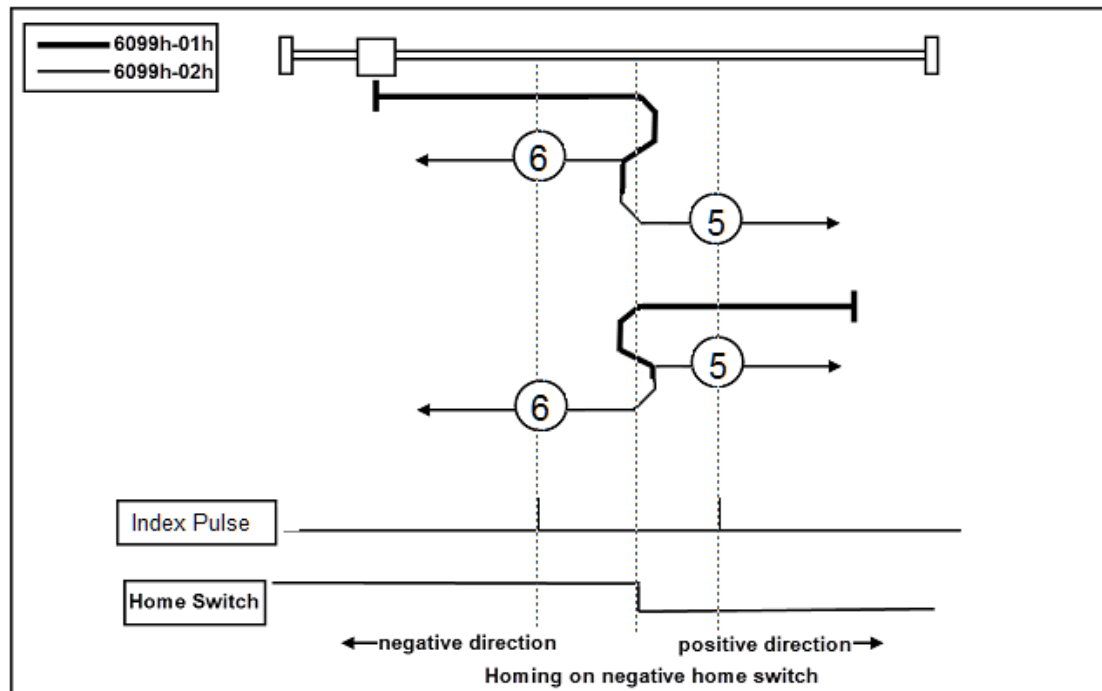 6099h-01h
6099h-02h
6
5
5
6
Index Pulse
Home Switch
negative direction
positive direction
Homing on negative home switch